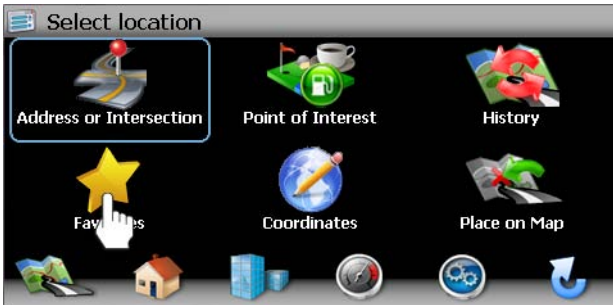 Select location
Address or Intersection
Point of Interest
History
Coordinates
Place on Map